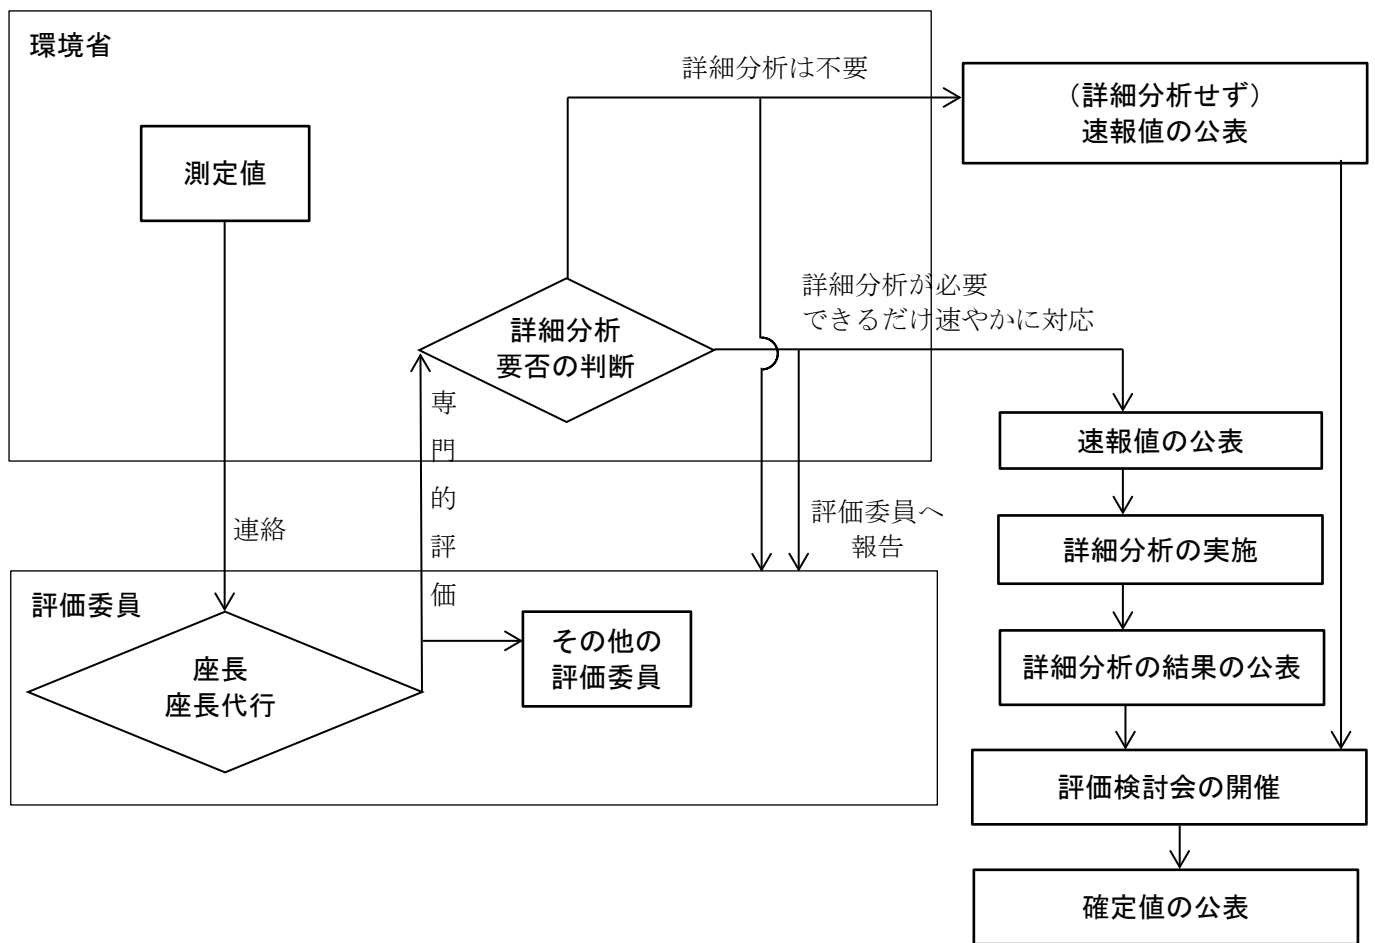 環境省
詳細分析は不要
（詳細分析せず）
速報値の公表
測定値
詳細分析が必要
できるだけ速やかに対応
詳細分析
要否の判断
専門的評価
速報値の公表
連絡
評価委員へ
報告
詳細分析の実施
評価委員
座長
座長代行
その他の
評価委員
詳細分析の結果の公表
評価検討会の開催
確定値の公表